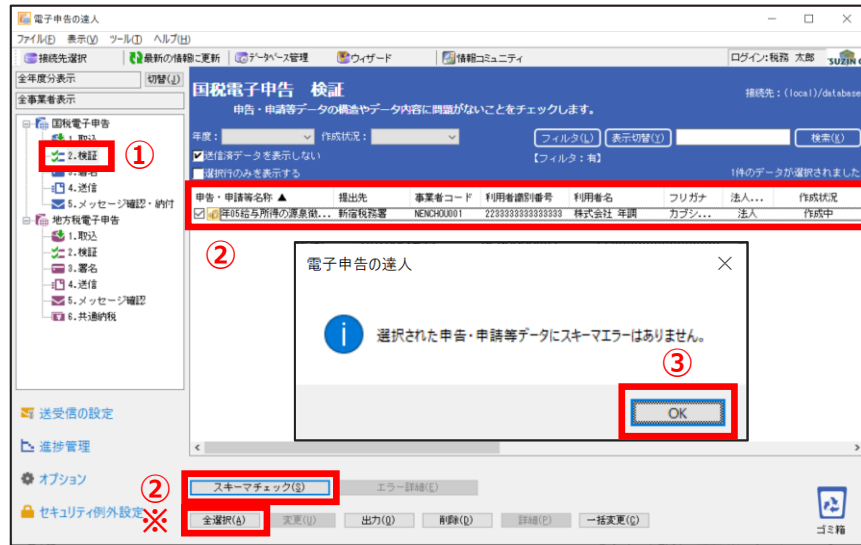 電子申告の達人
ファイル(F) 表示(V) ツール(T) ヘルプ(H)
接続先選択 最新の情報に更新 データベース管理 ウィザード 情報コミュニティ ログイン:税務 太郎
全年度分表示 切替(J)
全事業者表示
国税電子申告
1.取込
2.検証 ①
3.署名
4.送信
5.メッセージ確認・納付
地方税電子申告
1.取込
2.検証
3.署名
4.送信
5.メッセージ確認
6.共通納税
送受信の設定
進捗管理
オプション
セキュリティ例外設定
国税電子申告 検証
接続先:(local)/database
申告・申請等データの構造やデータ内容に問題がないことをチェックします。
年度: 作成状況: フィルタ(L) 表示切替(Y) 検索(X)
送信済データを表示しない 【フィルタ:有】
選択行のみを表示する 1件のデータが選択されました
申告・申請等名称 ▲ 提出先 事業者コード 利用者識別番号 利用者名 フリガナ 法人... 作成状況
年05給与所得の源泉徴... 新宿税務署 NENCHOU001 2233333333333333 株式会社 年調 カブシ... 法人 作成中
②
電子申告の達人
選択された申告・申請等データにスキーマエラーはありません。
③
OK
② スキーマチェック(S) エラー詳細(E)
※ 全選択(A) 変更(U) 出力(O) 削除(D) 詳細(P) 一括変更(C)
ゴミ箱